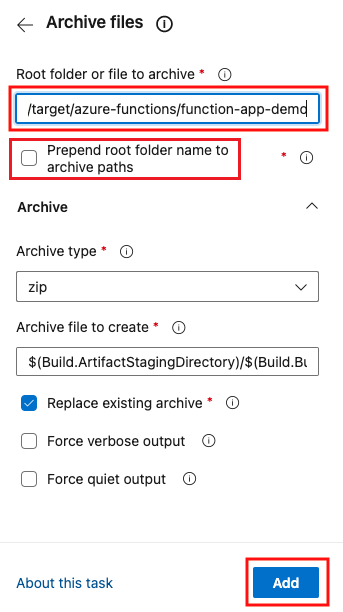 Archive files
Root folder or file to archive *
/target/azure-functions/function-app-demo
Prepend root folder name to
archive paths
*
Archive
Archive type *
zip
Archive file to create *
$(Build.ArtifactStagingDirectory)/$(Build.Bu
Replace existing archive *
Force verbose output
Force quiet output
About this task
Add